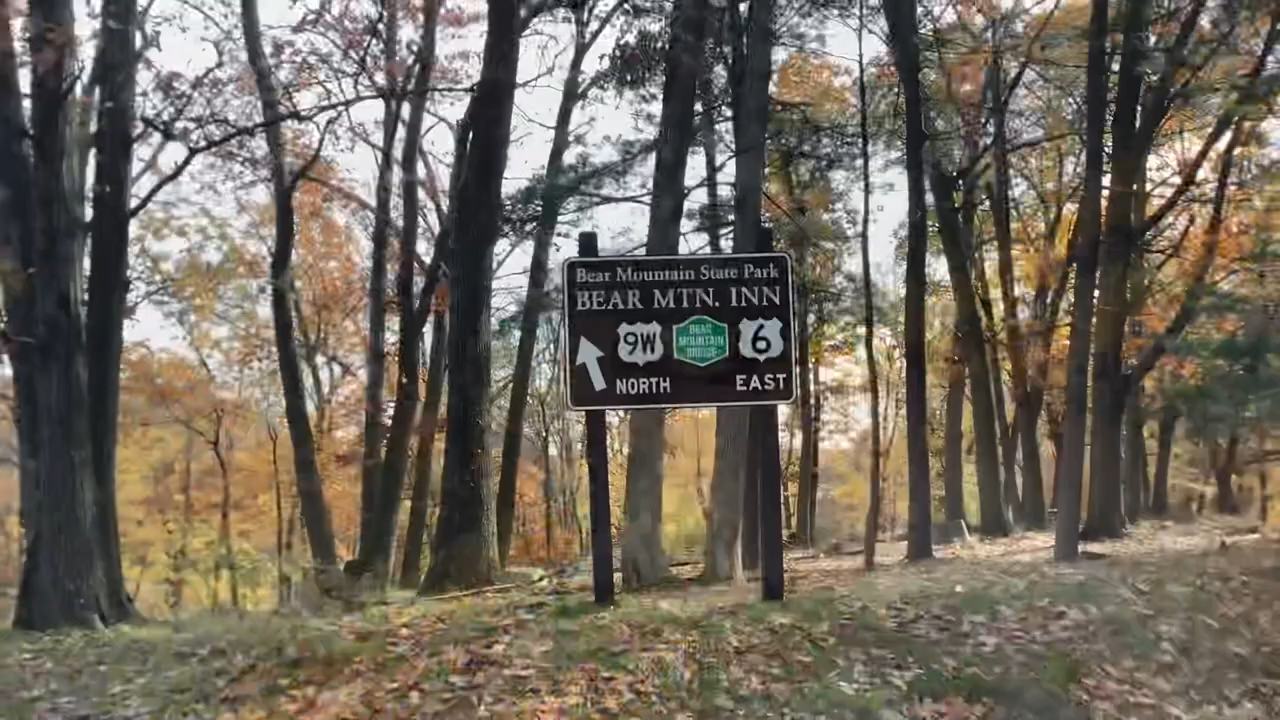 Bear Mountain State Park
BEAR MTN. INN
9W
BEAR
MOUNTAIN
BRIDGE
6
NORTH
EAST